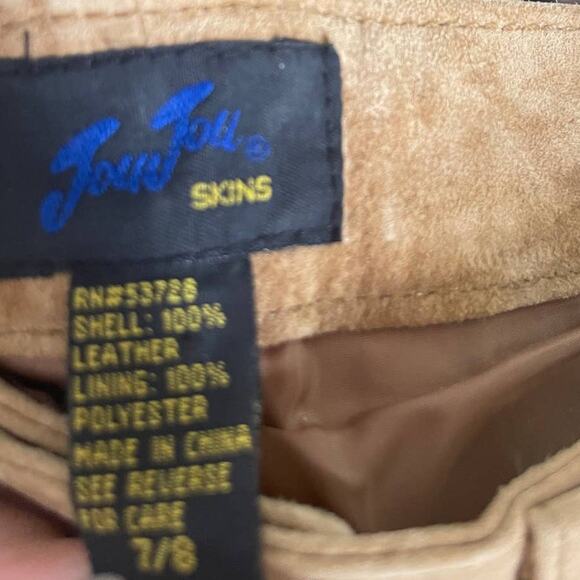 Jou Jou®
SKINS
RN#53728
SHELL: 100%
LEATHER
LINING: 100%
POLYESTER
MADE IN CHINA
SEE REVERSE
FOR CARE
7/8